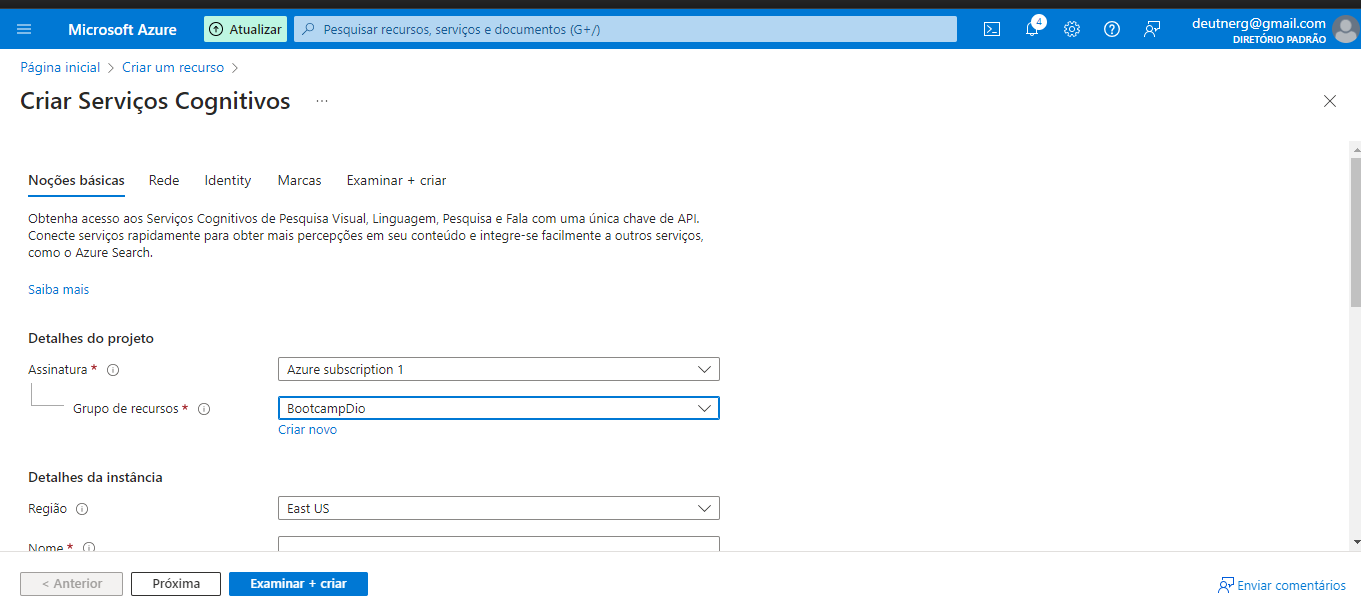 Microsoft Azure
Atualizar
Pesquisar recursos, serviços e documentos (G+/)
4
deutnerg@gmail.com
DIRETÓRIO PADRÃO
Página inicial > Criar um recurso >
Criar Serviços Cognitivos ...
Noções básicas Rede Identity Marcas Examinar + criar
Obtenha acesso aos Serviços Cognitivos de Pesquisa Visual, Linguagem, Pesquisa e Fala com uma única chave de API.
Conecte serviços rapidamente para obter mais percepções em seu conteúdo e integre-se facilmente a outros serviços,
como o Azure Search.
Saiba mais
Detalhes do projeto
Assinatura * Azure subscription 1
Grupo de recursos * BootcampDio
Criar novo
Detalhes da instância
Região East US
Nome *
< Anterior Próxima Examinar + criar Enviar comentários